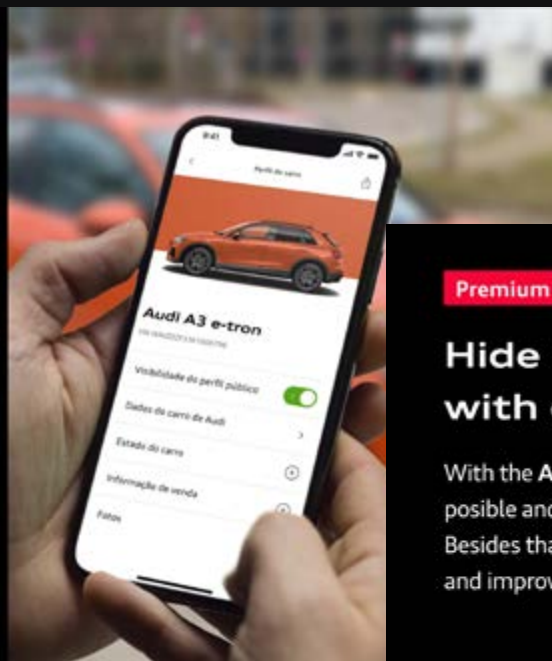 9:41
Perfil do carro
Audi A3 e-tron
Visibilidade do perfil público
Dados do carro de Audi
Estado do carro
Informação de venda
Fotos
Premium
Hide
with
With the A
posible and
Besides tha
and improv